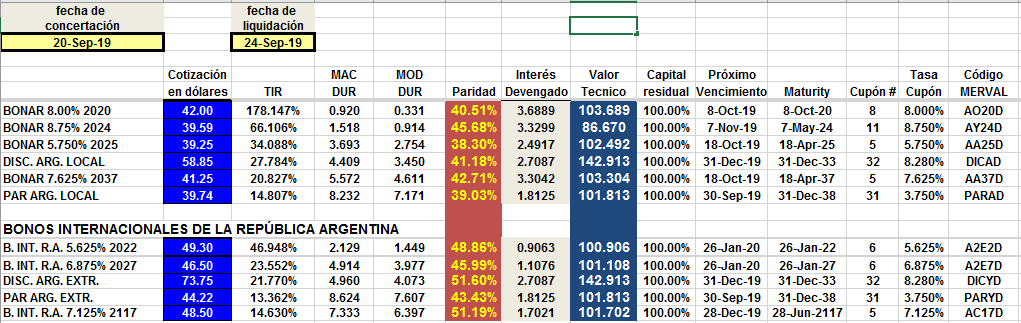 fecha de concertación fecha de liquidación
20-Sep-19 24-Sep-19
Cotización MAC MOD Interés Valor Capital Próximo Tasa Código
en dólares TIR DUR DUR Paridad Devengado Tecnico residual Vencimiento Maturity Cupón # Cupón MERVAL
BONAR 8.00% 2020 42.00 178.147% 0.920 0.331 40.51% 3.6889 103.689 100.00% 8-Oct-19 8-Oct-20 8 8.000% AO20D
BONAR 8.75% 2024 39.59 66.106% 1.518 0.914 45.68% 3.3299 86.670 100.00% 7-Nov-19 7-May-24 11 8.750% AY24D
BONAR 5.750% 2025 39.25 34.088% 3.693 2.754 38.30% 2.4917 102.492 100.00% 18-Oct-19 18-Apr-25 5 5.750% AA25D
DISC. ARG. LOCAL 58.85 27.784% 4.409 3.450 41.18% 2.7087 142.913 100.00% 31-Dec-19 31-Dec-33 32 8.280% DICAD
BONAR 7.625% 2037 41.25 20.827% 5.572 4.611 42.71% 3.3042 103.304 100.00% 18-Oct-19 18-Apr-37 5 7.625% AA37D
PAR ARG. LOCAL 39.74 14.807% 8.232 7.171 39.03% 1.8125 101.813 100.00% 30-Sep-19 31-Dec-38 31 3.750% PARAD
BONOS INTERNACIONALES DE LA REPÚBLICA ARGENTINA
B. INT. R.A. 5.625% 2022 49.30 46.948% 2.129 1.449 48.86% 0.9063 100.906 100.00% 26-Jan-20 26-Jan-22 6 5.625% A2E2D
B. INT. R.A. 6.875% 2027 46.50 23.552% 4.914 3.977 45.99% 1.1076 101.108 100.00% 26-Jan-20 26-Jan-27 6 6.875% A2E7D
DISC. ARG. EXTR. 73.75 21.770% 4.960 4.073 51.60% 2.7087 142.913 100.00% 31-Dec-19 31-Dec-33 32 8.280% DICYD
PAR ARG. EXTR. 44.22 13.362% 8.624 7.607 43.43% 1.8125 101.813 100.00% 30-Sep-19 31-Dec-38 31 3.750% PARYD
B. INT. R.A. 7.125% 2117 48.50 14.630% 7.333 6.397 51.19% 1.7021 101.702 100.00% 28-Dec-19 28-Jun-2117 5 7.125% AC17D